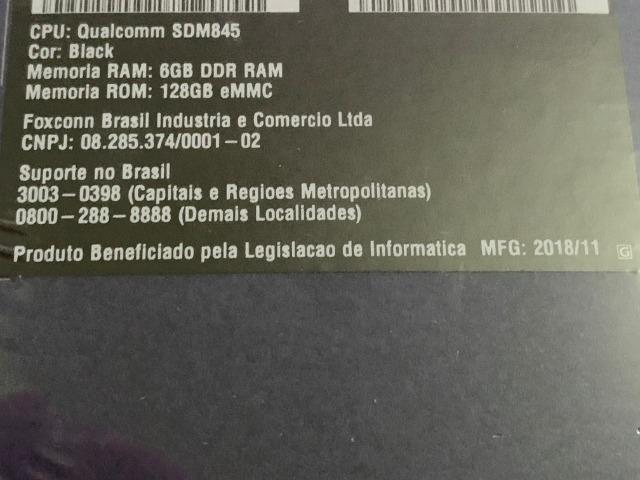 CPU: Qualcomm SDM845
Cor: Black
Memoria RAM: 6GB DDR RAM
Memoria ROM: 128GB eMMC
Foxconn Brasil Industria e Comercio Ltda
CNPJ: 08.285.374/0001-02
Suporte no Brasil
3003-0398 (Capitais e Regioes Metropolitanas)
0800-288-8888 (Demais Localidades)
Produto Beneficiado pela Legislacao de Informatica MFG: 2018/11 G